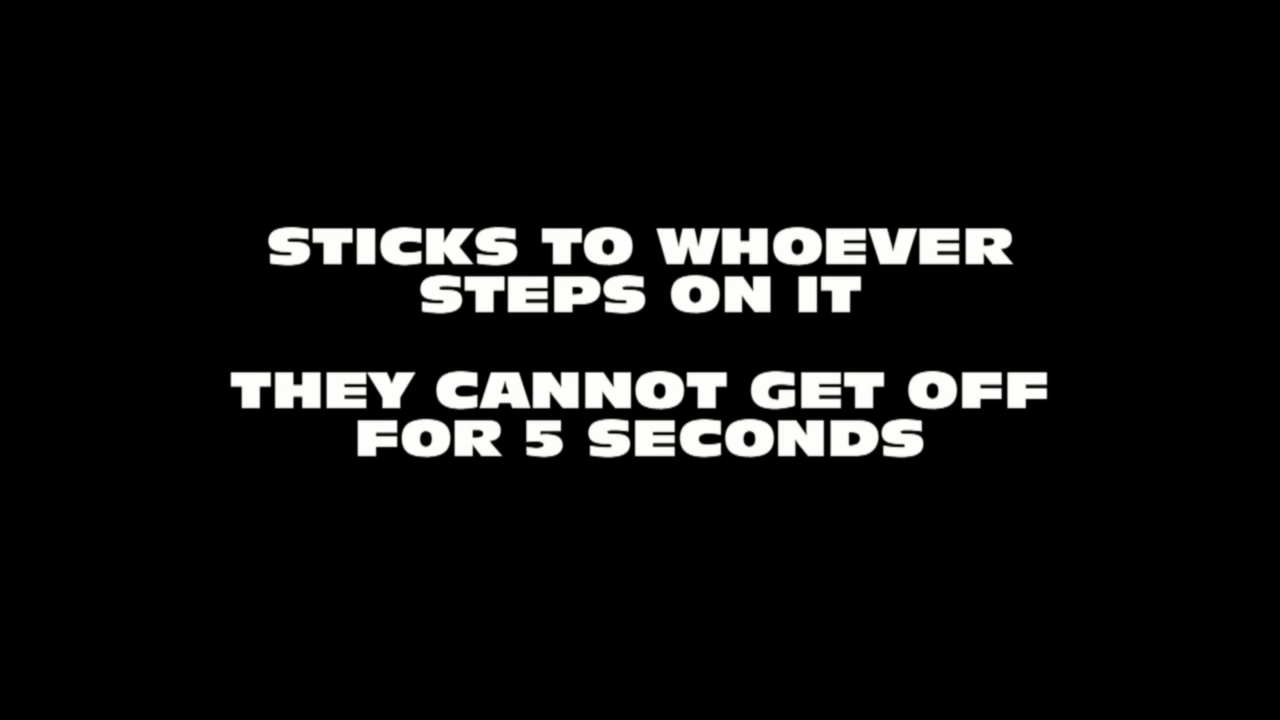 STICKS TO WHOEVER
STEPS ON IT
THEY CANNOT GET OFF
FOR 5 SECONDS